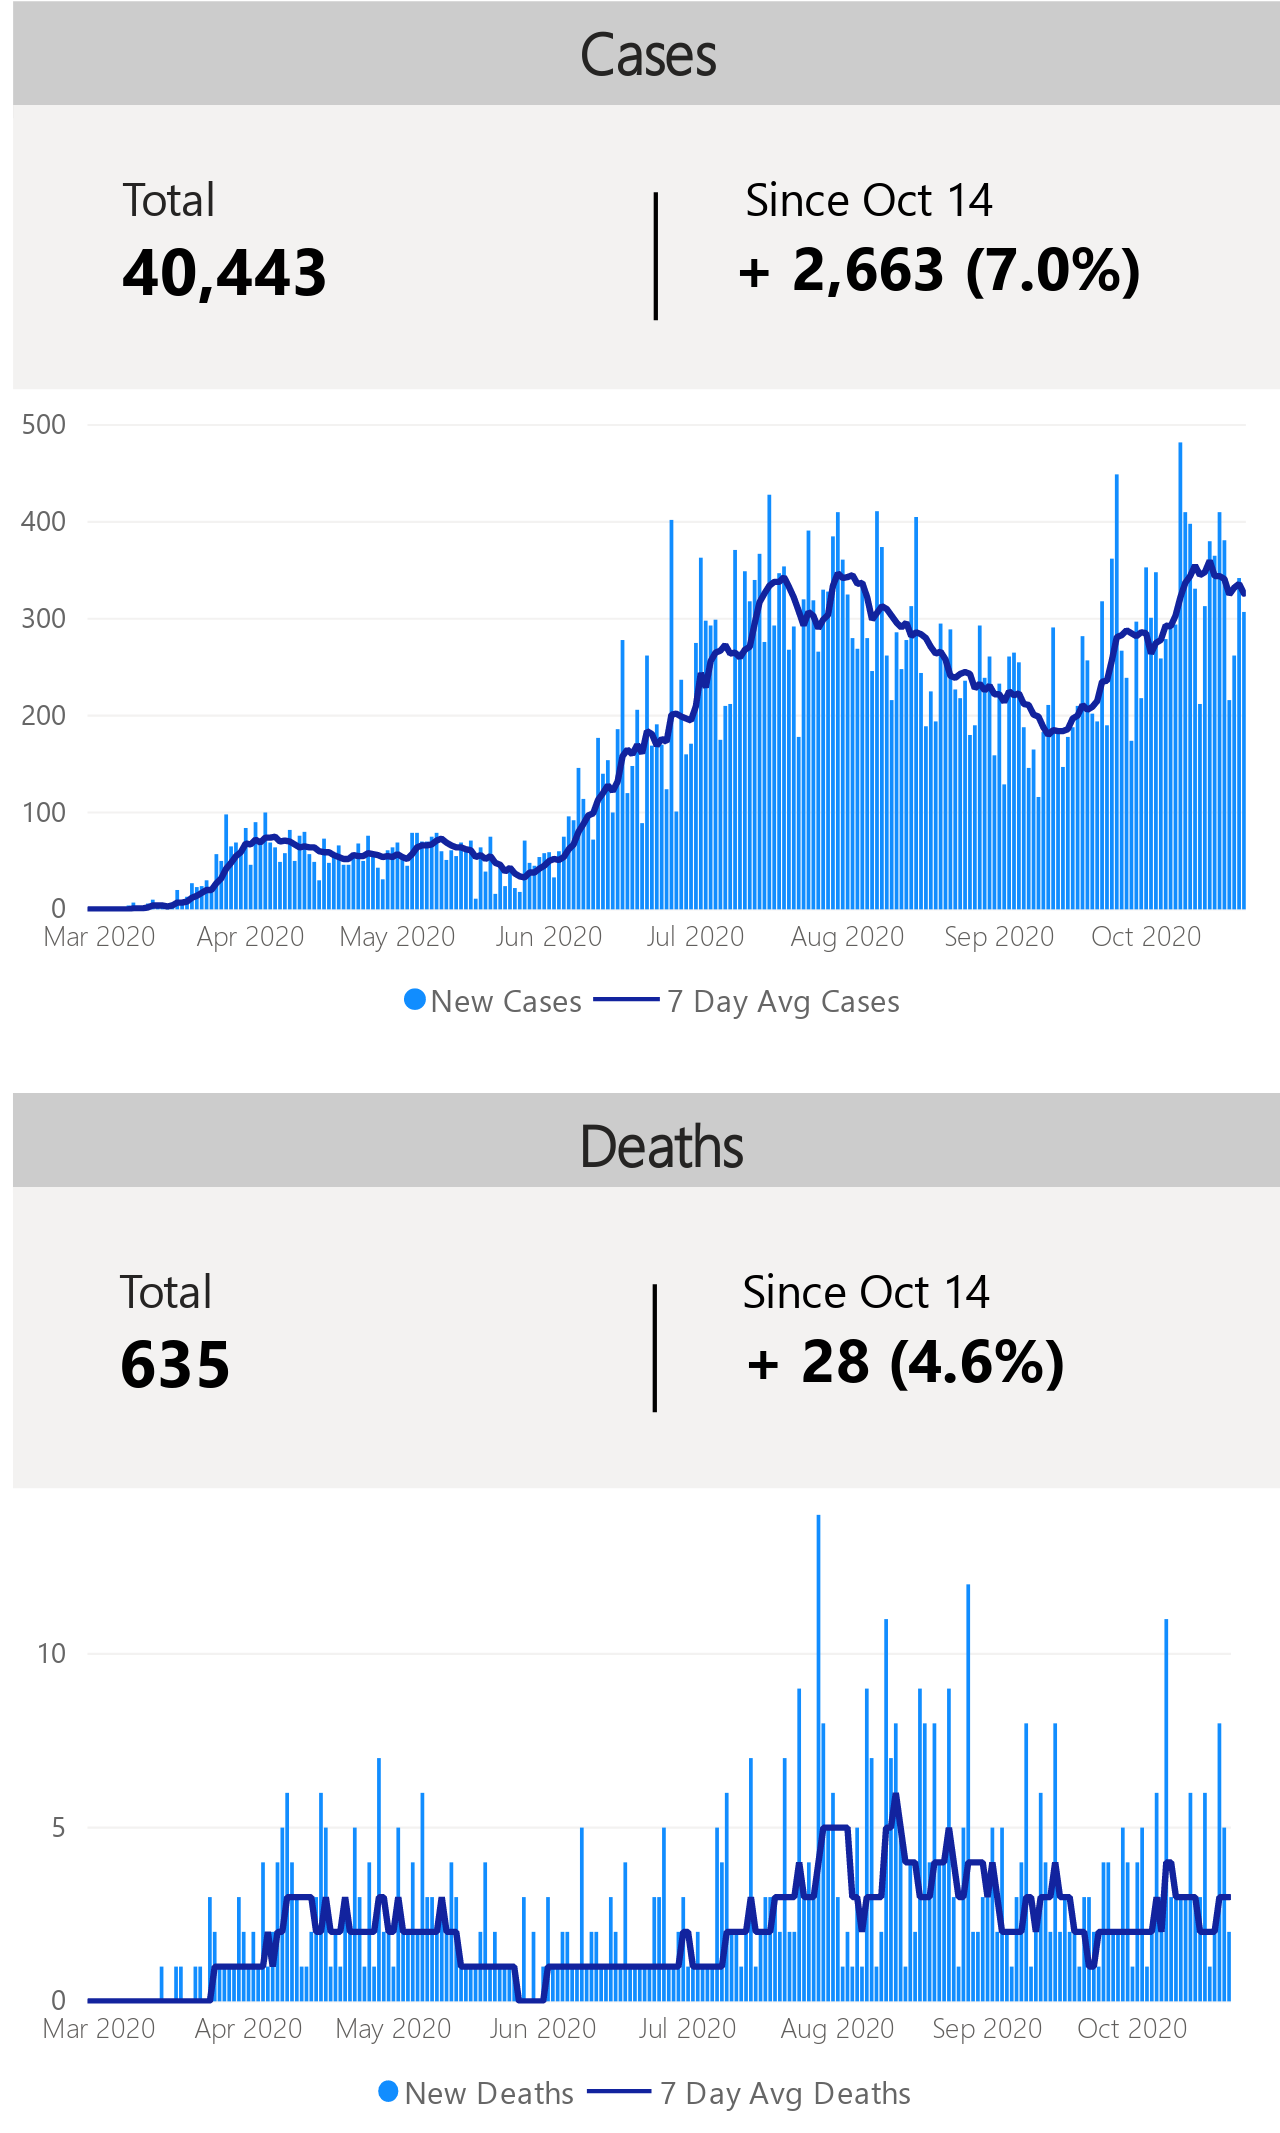 Cases
Total
Since Oct 14
40,443
+ 2,663 (7.0%)
500
400
300
200
100
0
Mar 2020 Apr 2020 May 2020 Jun 2020 Jul 2020 Aug 2020 Sep 2020 Oct 2020
New Cases 7 Day Avg Cases
Deaths
Total
Since Oct 14
635
+ 28 (4.6%)
10
5
0
Mar 2020 Apr 2020 May 2020 Jun 2020 Jul 2020 Aug 2020 Sep 2020 Oct 2020
New Deaths 7 Day Avg Deaths